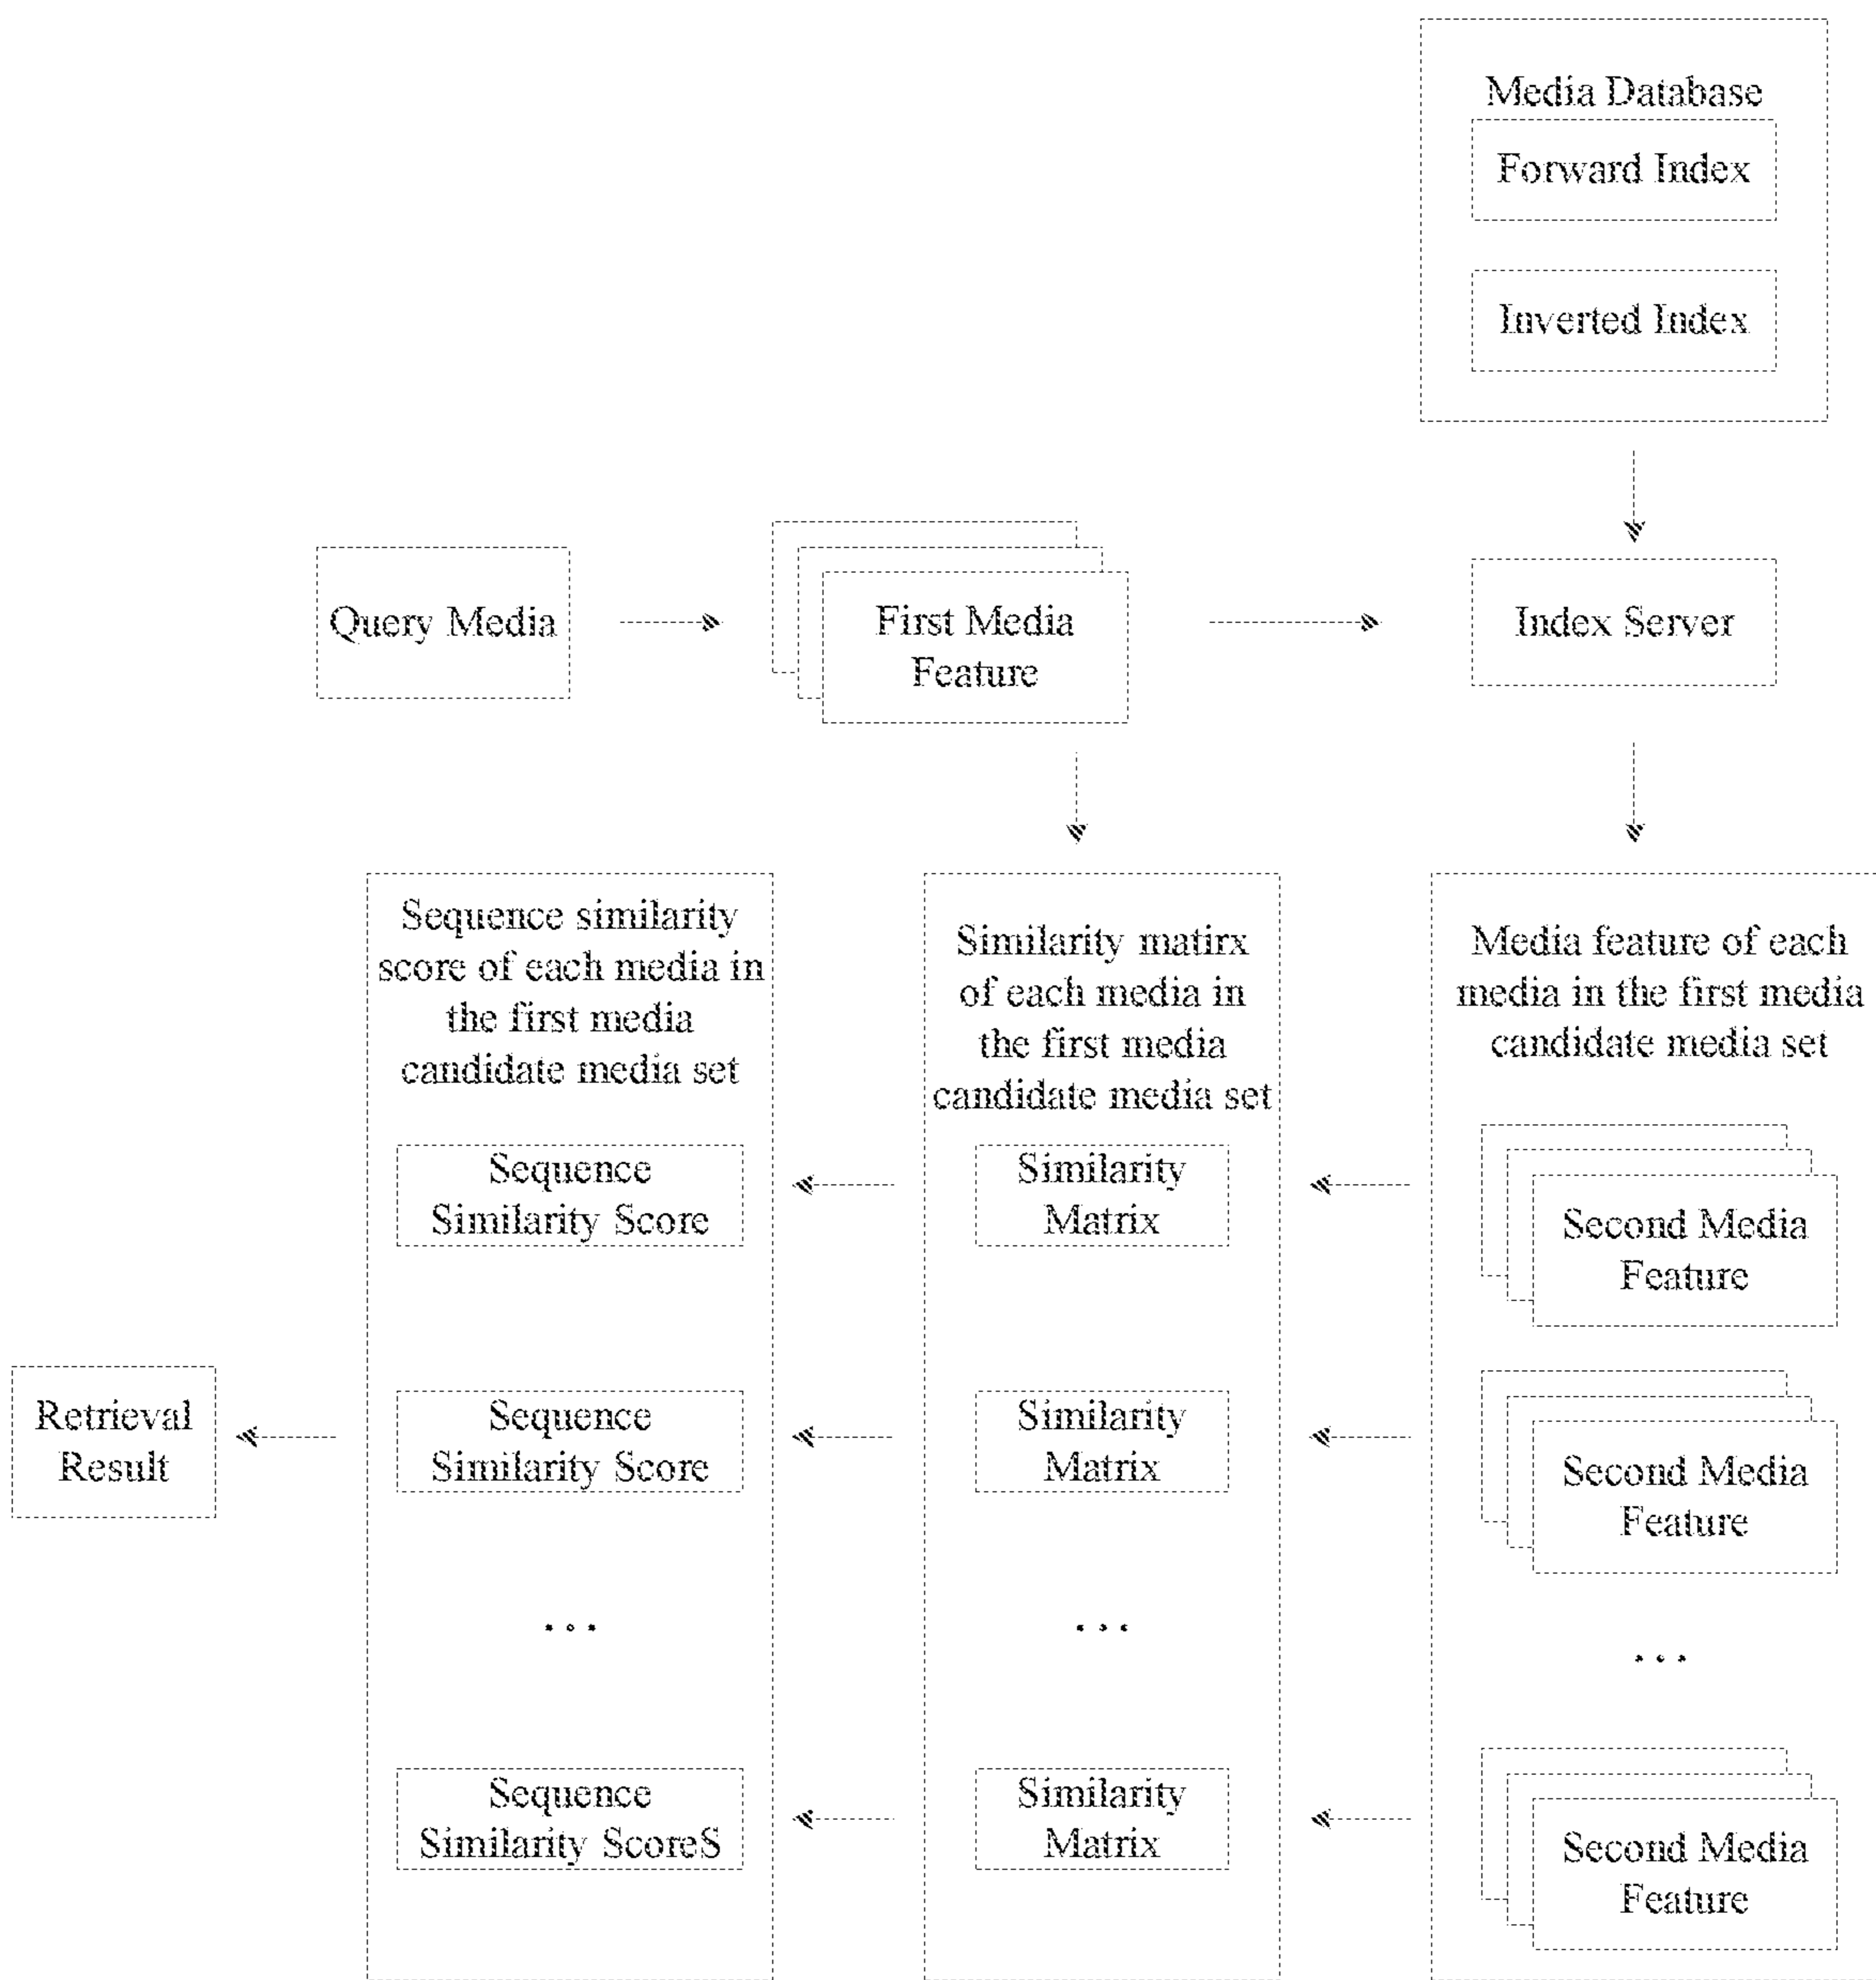 Media Database
Forward Index
Inverted Index
Query Media
First Media
Feature
Index Server
Sequence similarity
score of each media in
the first media
candidate media set
Sequence
Similarity Score
Sequence
Similarity Score
...
Sequence
Similarity ScoreS
Similarity matirx
of each media in
the first media
candidate media set
Similarity
Matrix
Similarity
Matrix
...
Similarity
Matrix
Media feature of each
media in the first media
candidate media set
Second Media
Feature
Second Media
Feature
...
Second Media
Feature
Retrieval
Result